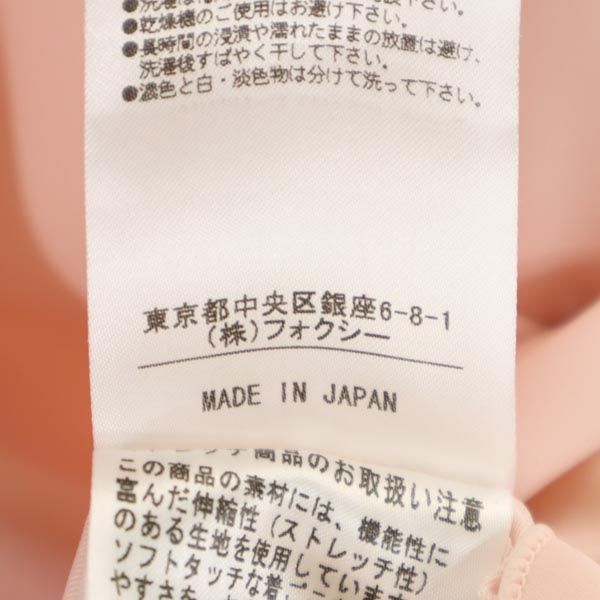 ●乾燥機のご使用はお避け下さい。
●長時間の浸漬や濡れたままの放置は避け、
洗濯後すばやく干して下さい。
●濃色と白・淡色物は分けて洗って下さい。
東京都中央区銀座6-8-1
(株)フォクシー
MADE IN JAPAN
商品のお取扱い注意
この商品の素材には、機能性に
富んだ伸縮性(ストレッチ性)
のある生地を使用しています
ソフトタッチな着
やすさを